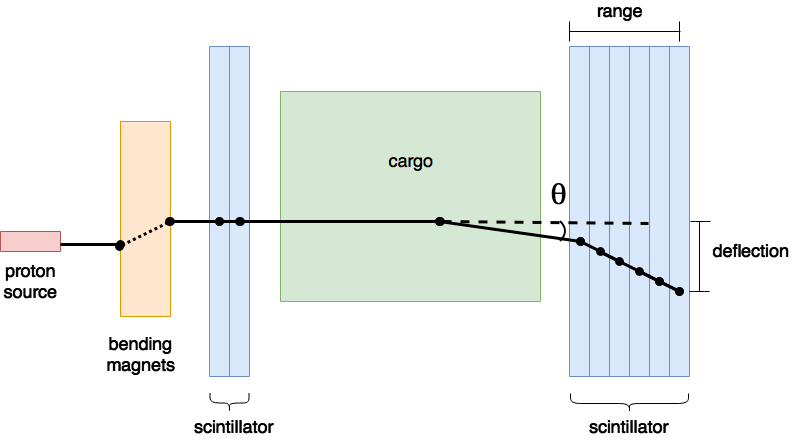 range
cargo
θ
deflection
proton
source
bending
magnets
scintillator
scintillator